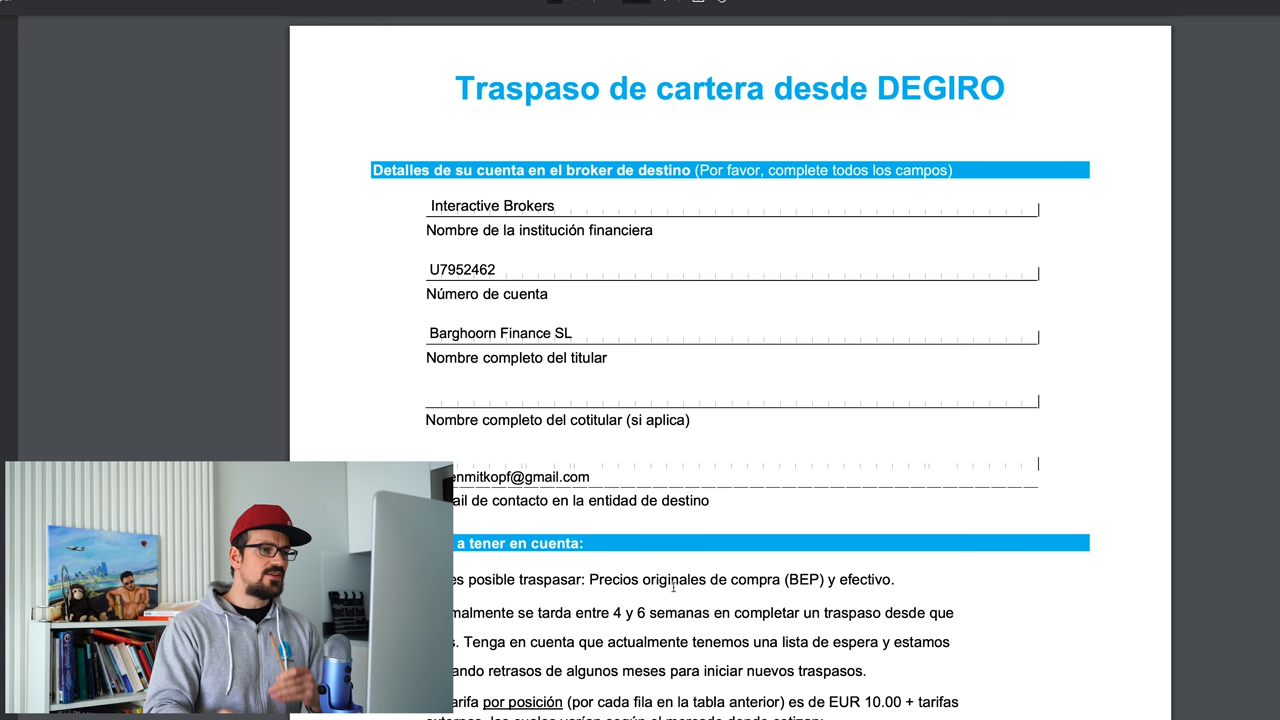 Traspaso de cartera desde DEGIRO
Detalles de su cuenta en el broker de destino (Por favor, complete todos los campos)
Interactive Brokers
Nombre de la institución financiera
U7952462
Número de cuenta
Barghoorn Finance SL
Nombre completo del titular
Nombre completo del cotitular (si aplica)
enmitkopf@gmail.com
ail de contacto en la entidad de destino
a tener en cuenta:
es posible traspasar: Precios originales de compra (BEP) y efectivo.
malmente se tarda entre 4 y 6 semanas en completar un traspaso desde que
s. Tenga en cuenta que actualmente tenemos una lista de espera y estamos
ando retrasos de algunos meses para iniciar nuevos traspasos.
arifa por posición (por cada fila en la tabla anterior) es de EUR 10.00 + tarifas